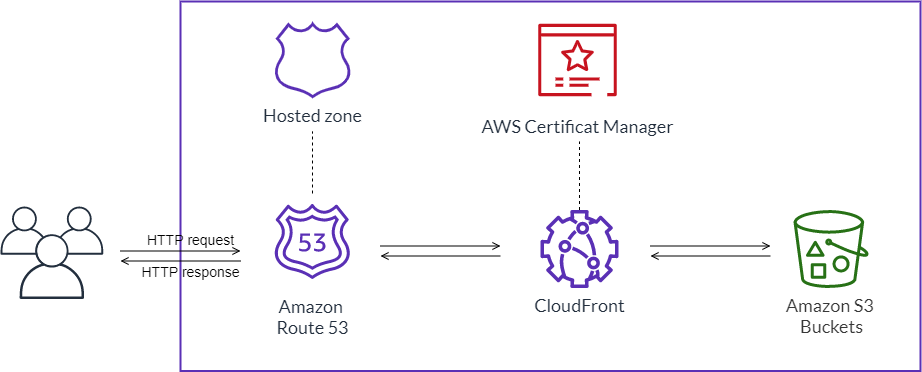 Hosted zone
AWS Certificat Manager
HTTP request
HTTP response
53
Amazon
Route 53
CloudFront
Amazon S3
Buckets